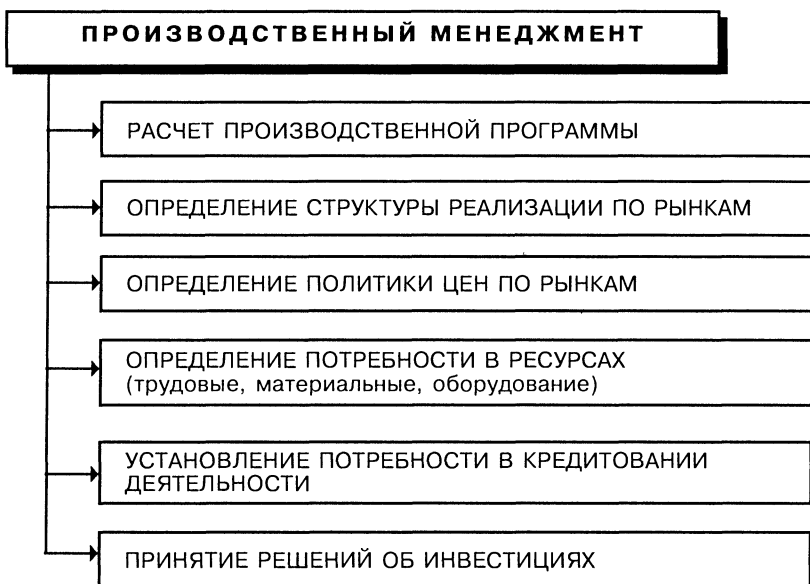 ПРОИЗВОДСТВЕННЫЙ МЕНЕДЖМЕНТ
РАСЧЕТ ПРОИЗВОДСТВЕННОЙ ПРОГРАММЫ
ОПРЕДЕЛЕНИЕ СТРУКТУРЫ РЕАЛИЗАЦИИ ПО РЫНКАМ
ОПРЕДЕЛЕНИЕ ПОЛИТИКИ ЦЕН ПО РЫНКАМ
ОПРЕДЕЛЕНИЕ ПОТРЕБНОСТИ В РЕСУРСАХ
(трудовые, материальные, оборудование)
УСТАНОВЛЕНИЕ ПОТРЕБНОСТИ В КРЕДИТОВАНИИ
ДЕЯТЕЛЬНОСТИ
ПРИНЯТИЕ РЕШЕНИЙ ОБ ИНВЕСТИЦИЯХ